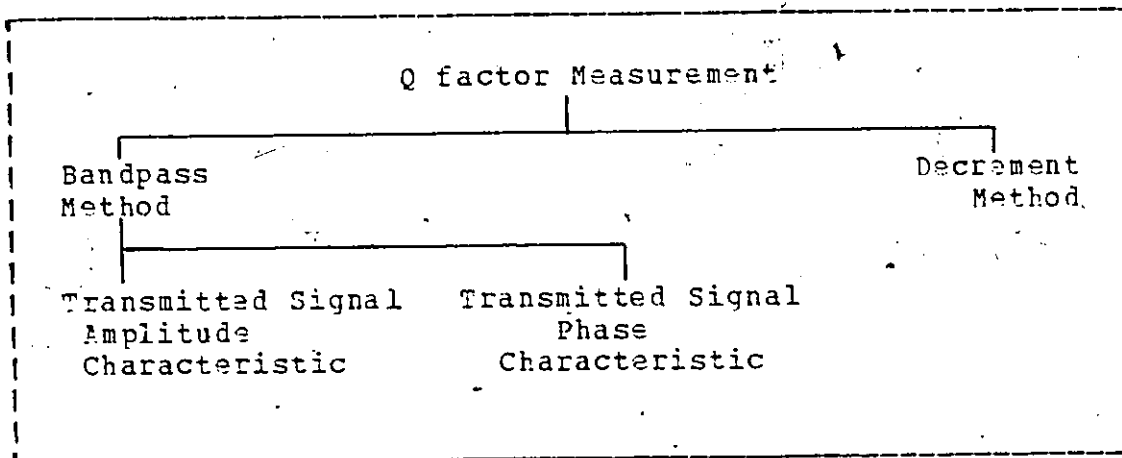 Q factor Measurement
Bandpass
Method
Decrement
Method
Transmitted Signal
Amplitude
Characteristic
Transmitted Signal
Phase
Characteristic